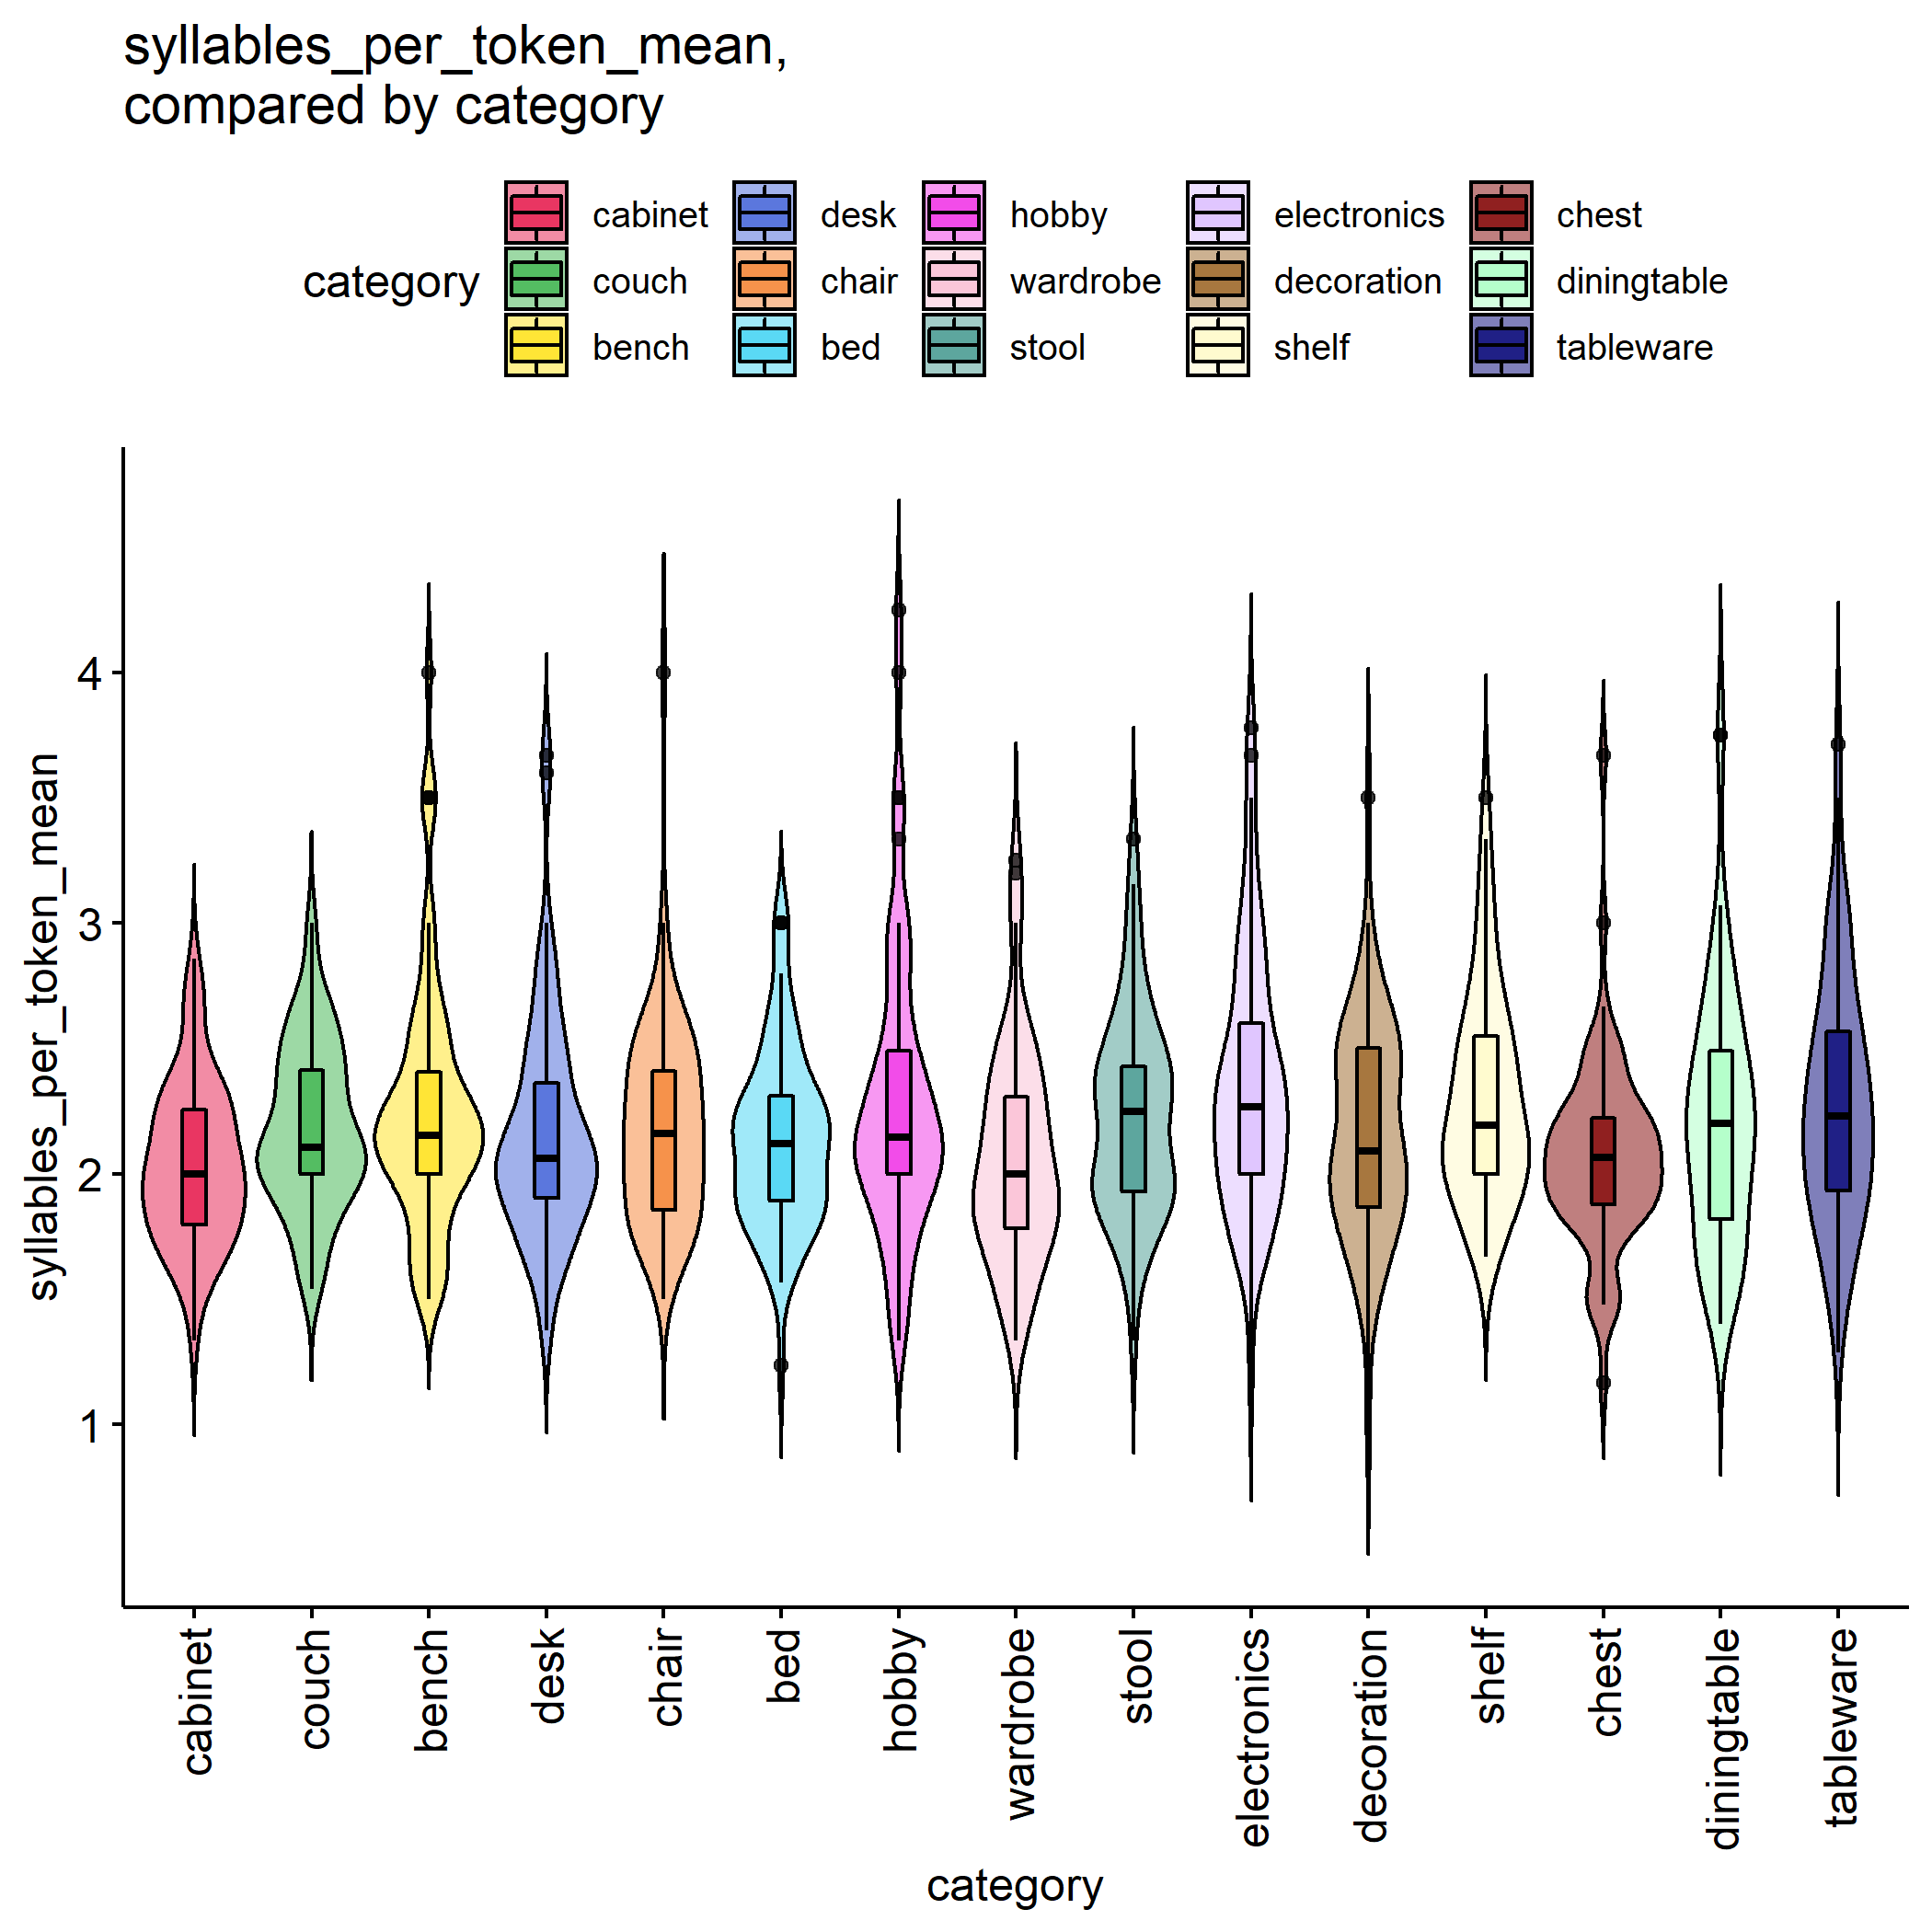 syllables_per_token_mean,
compared by category
category
cabinet
desk
hobby
electronics
chest
couch
chair
wardrobe
decoration
diningtable
bench
bed
stool
shelf
tableware
syllables_per_token_mean
4
3
2
1
cabinet
couch
bench
desk
chair
bed
hobby
wardrobe
stool
electronics
decoration
shelf
chest
diningtable
tableware
category